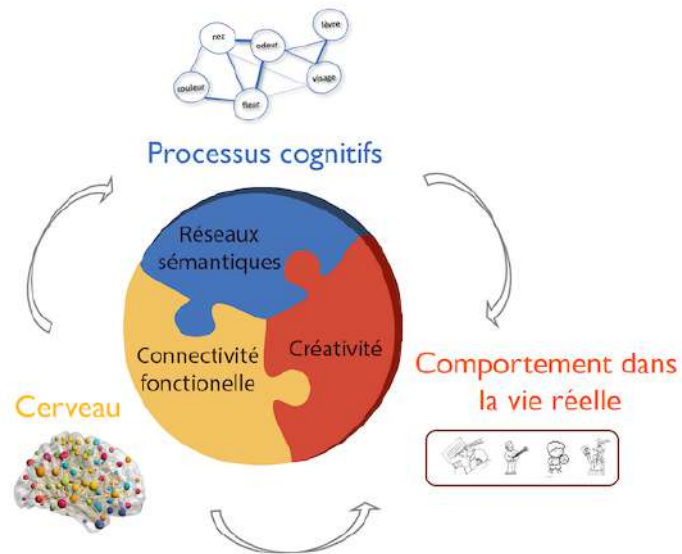 lèvre
nez
odeur
visage
couleur
fleur
Processus cognitifs
Réseaux
sémantiques
Connectivité
fonctionelle
Créativité
Comportement dans
la vie réelle
Cerveau